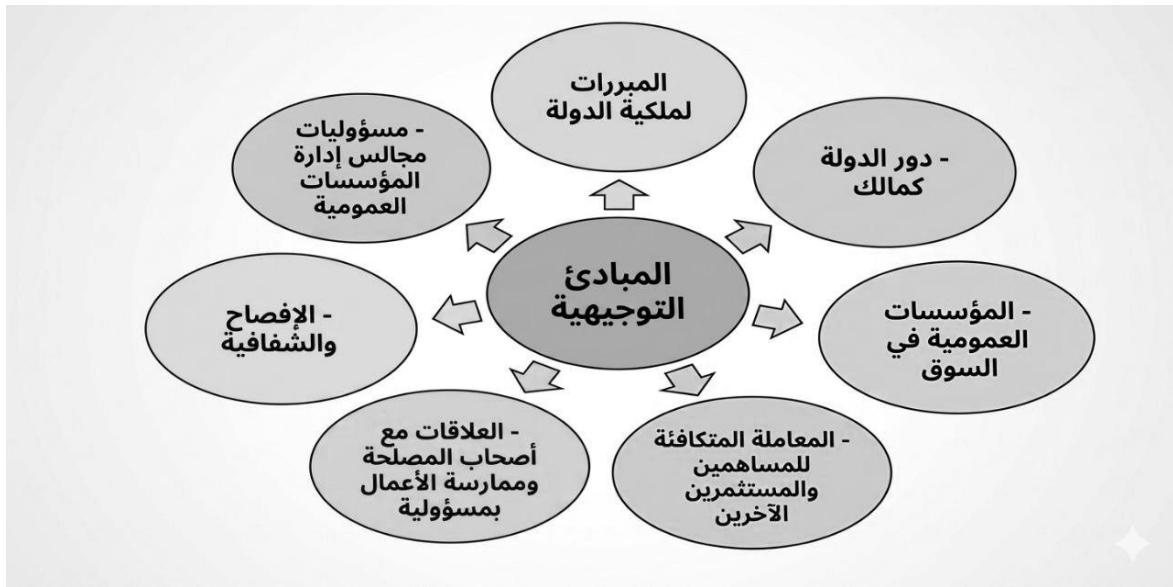 المبررات
لملكية الدولة
- دور الدولة
كمالك
- المؤسسات
العمومية في
السوق
- المعاملة المتكافئة
للمساهمين
والمستثمرين
الآخرين
- العلاقات مع
أصحاب المصلحة
وممارسة الأعمال
بمسؤولية
- الإفصاح
والشفافية
- مسؤوليات
مجالس إدارة
المؤسسات
العمومية
المبادئ
التوجيهية